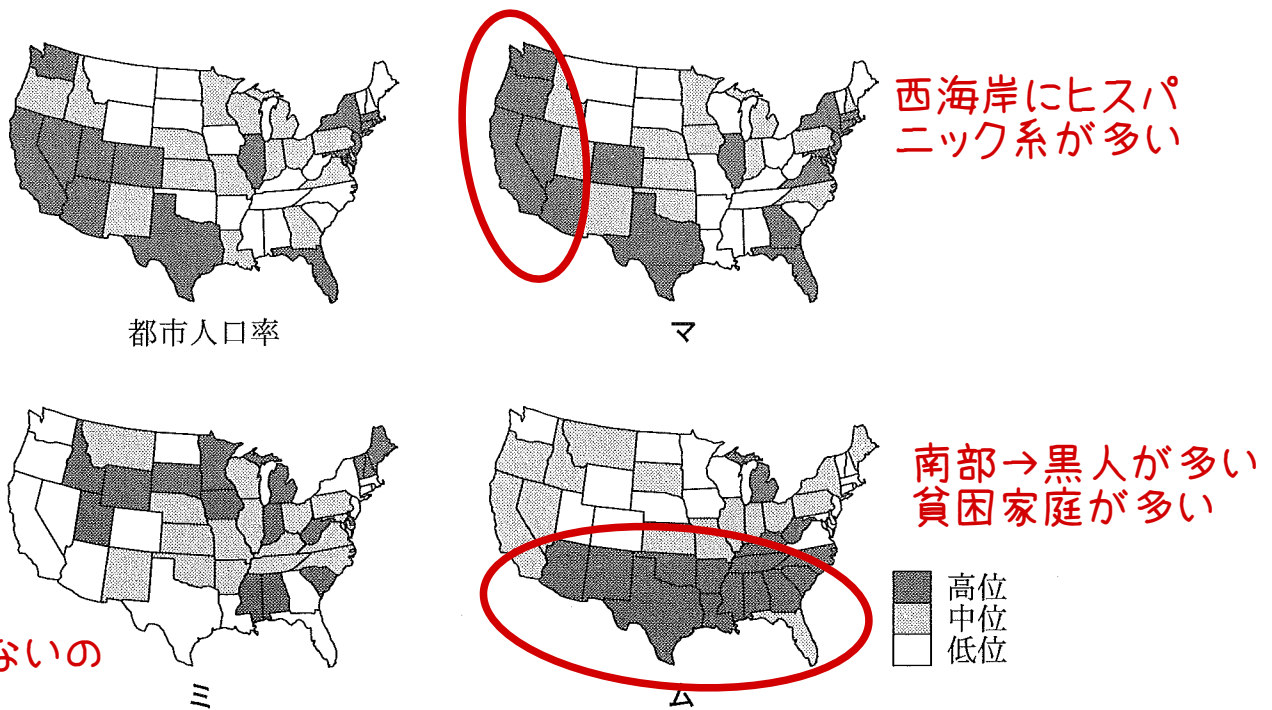 西海岸にヒスパ
ニック系が多い
都市人口率
マ
南部→黒人が多い
貧困家庭が多い
高位
中位
低位
ないの
ミ
ム